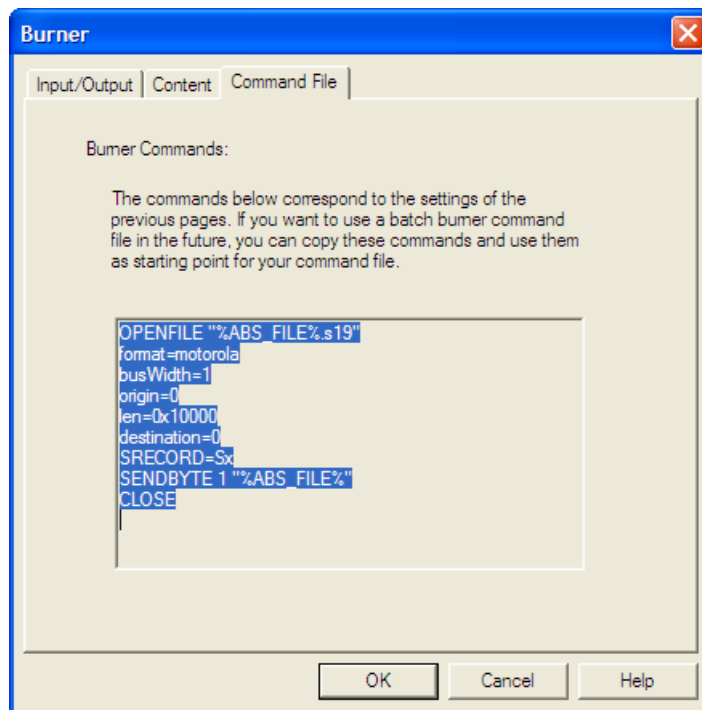 Burner
Input/Output
Content
Command File
Burner Commands:
The commands below correspond to the settings of the
previous pages. If you want to use a batch burner command
file in the future, you can copy these commands and use them
as starting point for your command file.
OPENFILE "%ABS_FILE%.s19"
format=motorola
busWidth=1
origin=0
len=0x10000
destination=0
SRECORD=Sx
SENDBYTE 1 "%ABS_FILE%"
CLOSE
OK
Cancel
Help